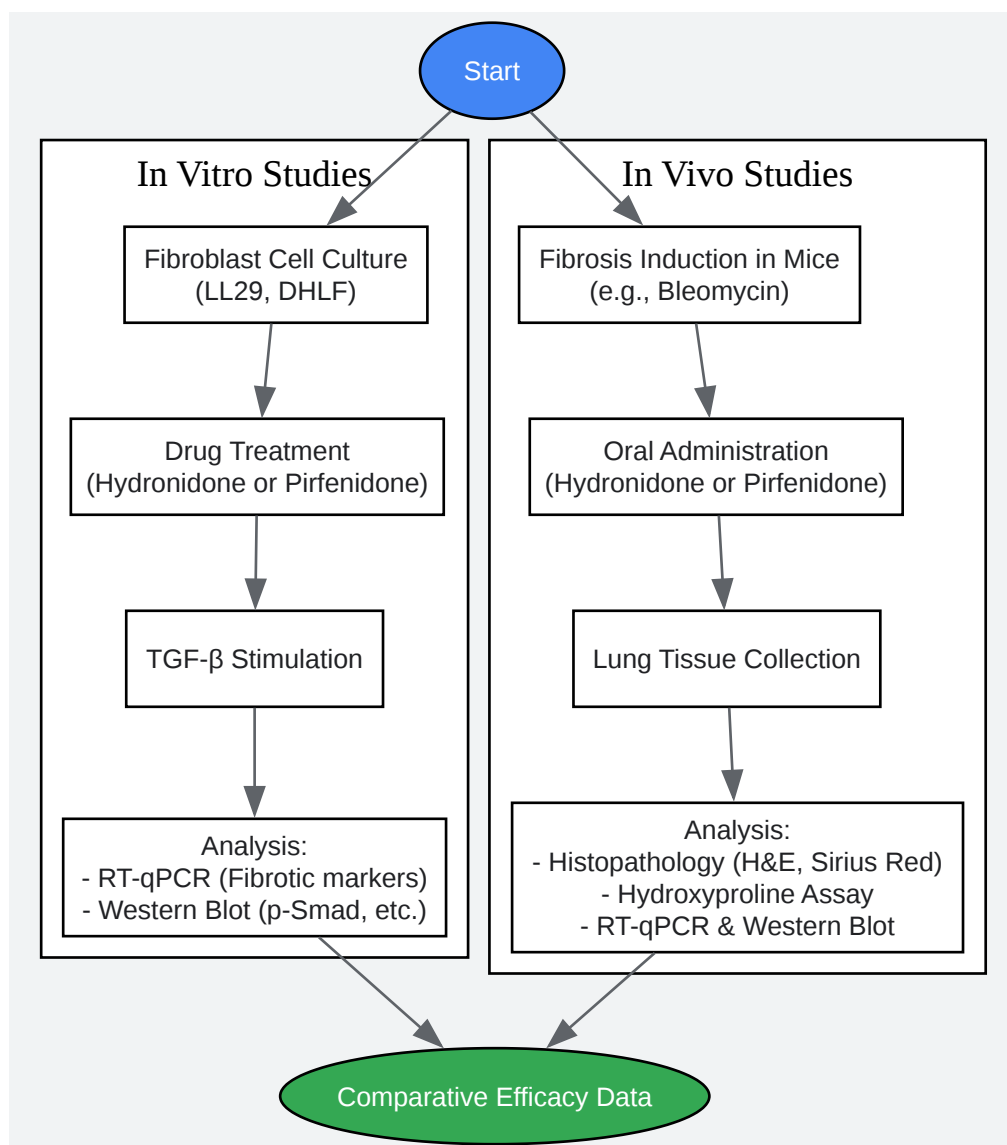 Start
In Vitro Studies
Fibroblast Cell Culture
(LL29, DHLF)
Drug Treatment
(Hydronidone or Pirfenidone)
TGF-β Stimulation
Analysis:
- RT-qPCR (Fibrotic markers)
- Western Blot (p-Smad, etc.)
In Vivo Studies
Fibrosis Induction in Mice
(e.g., Bleomycin)
Oral Administration
(Hydronidone or Pirfenidone)
Lung Tissue Collection
Analysis:
- Histopathology (H&E, Sirius Red)
- Hydroxyproline Assay
- RT-qPCR & Western Blot
Comparative Efficacy Data